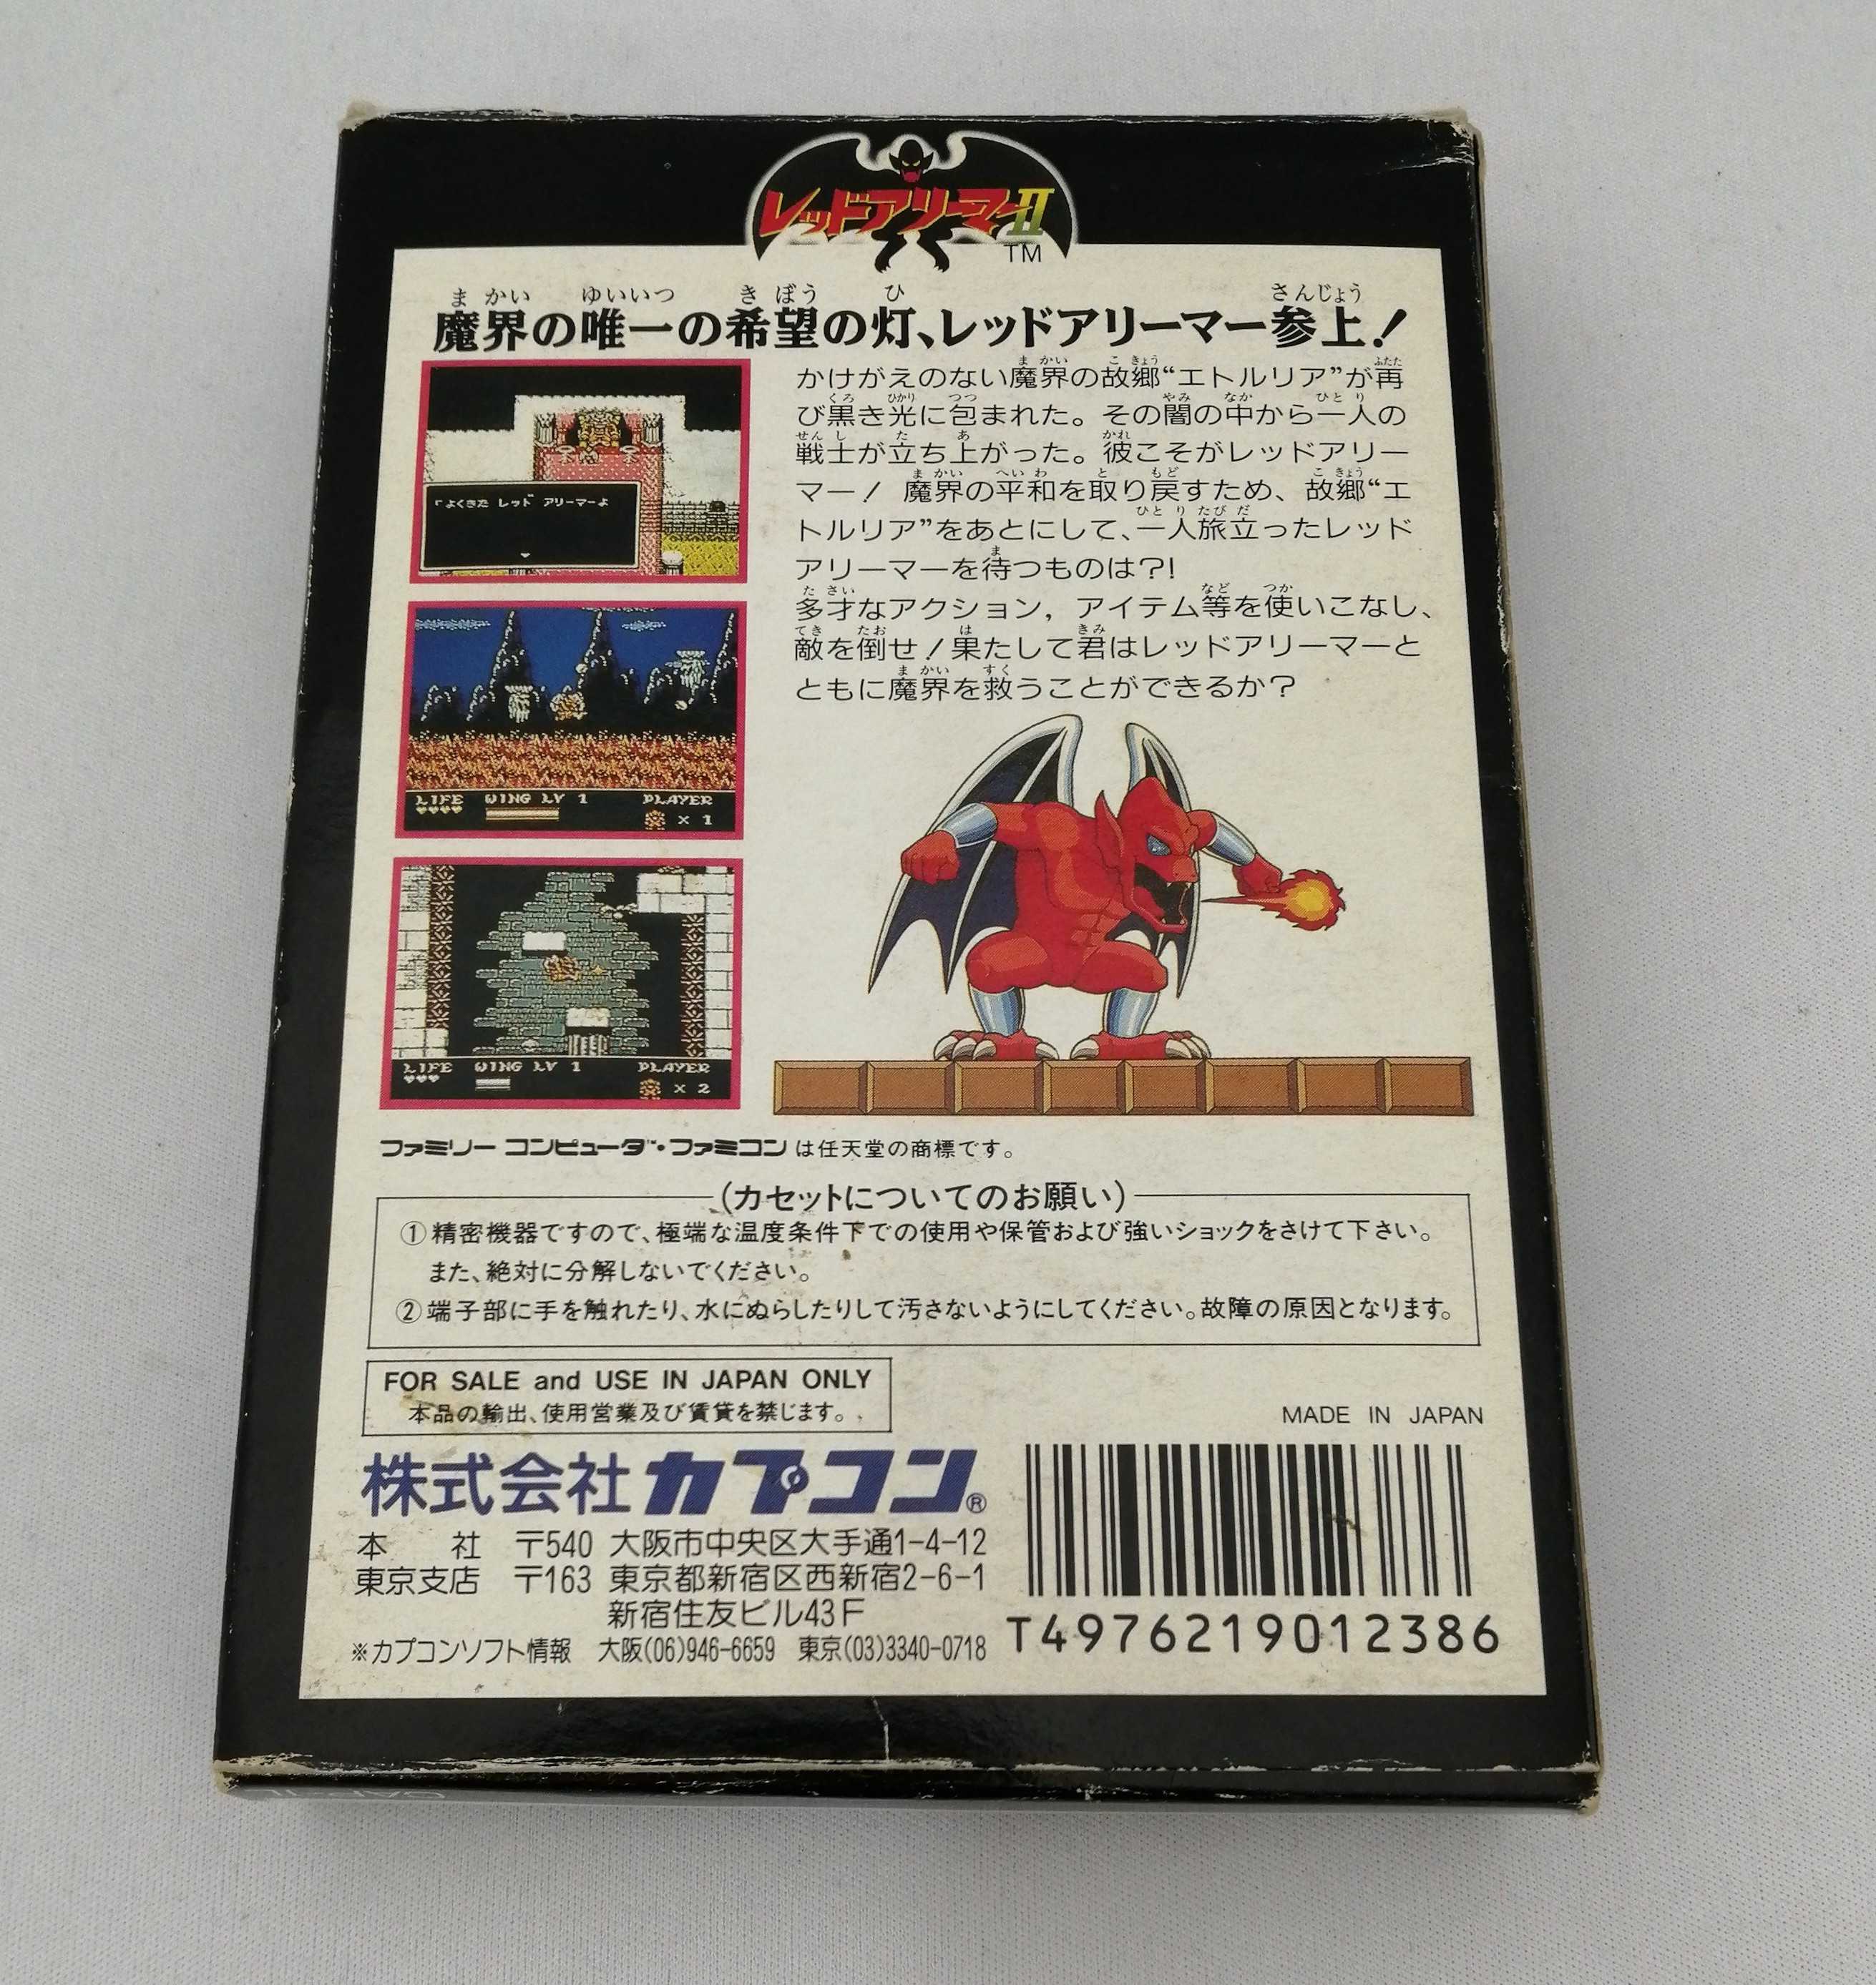 レッドアリーマーII
TM
魔界の唯一の希望の灯、レッドアリーマー参上!
かけがえのない魔界の故郷“エトルリア”が再
び黒き光に包まれた。その闇の中から一人の
戦士が立ち上がった。彼こそがレッドアリー
マー! 魔界の平和を取り戻すため、故郷“エ
トルリア”をあとにして、一人旅立ったレッド
アリーマーを待つものは?!
多才なアクション, アイテム等を使いこなし、
敵を倒せ!果たして君はレッドアリーマーと
ともに魔界を救うことができるか?
「よくきた レッド アリーマーよ
LIFE WING LV 1 PLAYER
× 1
LIFE WING LV 1 PLAYER
× 2
ファミリー コンピュータ™・ファミコン は任天堂の商標です。
(カセットについてのお願い)
①精密機器ですので、極端な温度条件下での使用や保管および強いショックをさけて下さい。
また、絶対に分解しないでください。
②端子部に手を触れたり、水にぬらしたりして汚さないようにしてください。故障の原因となります。
FOR SALE and USE IN JAPAN ONLY
本品の輸出、使用営業及び賃貸を禁じます。
MADE IN JAPAN
株式会社カプコン®
本 社 〒540 大阪市中央区大手通1-4-12
東京支店 〒163 東京都新宿区西新宿2-6-1
新宿住友ビル43F
※カプコンソフト情報 大阪(06)946-6659 東京(03)3340-0718
T4976219012386